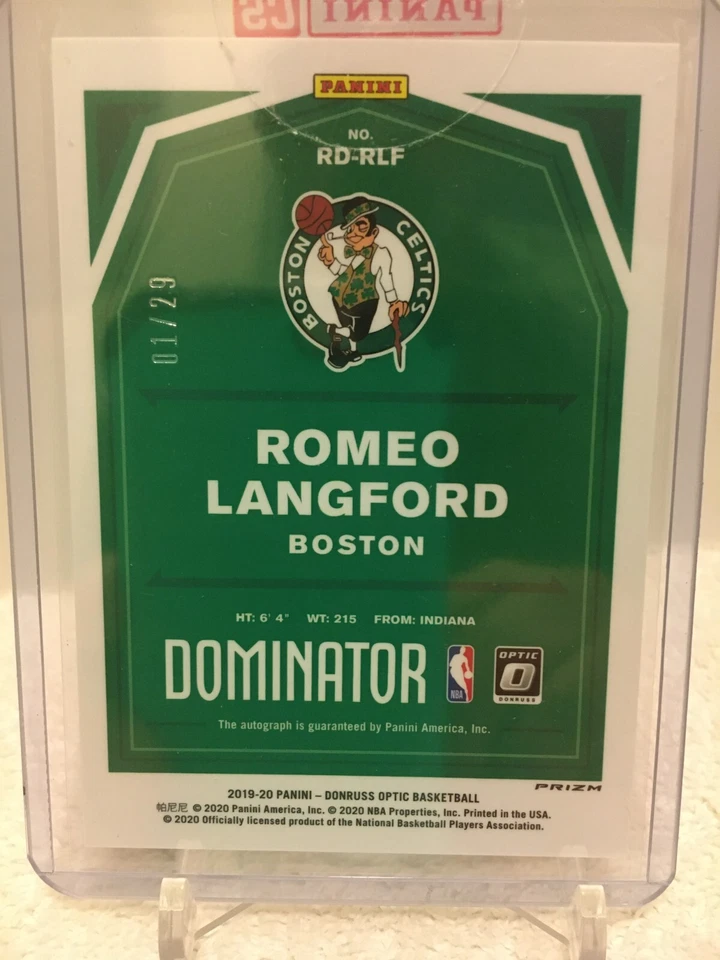 PANINI CS
PANINI
NO.
RD-RLF
BOSTON CELTICS
01/29
ROMEO
LANGFORD
BOSTON
HT: 6' 4" WT: 215 FROM: INDIANA
DOMINATOR
NBA
OPTIC
O
DONRUSS
The autograph is guaranteed by Panini America, Inc.
PRIZM
2019-20 PANINI – DONRUSS OPTIC BASKETBALL
帕尼尼 © 2020 Panini America, Inc. © 2020 NBA Properties, Inc. Printed in the USA.
© 2020 Officially licensed product of the National Basketball Players Association.